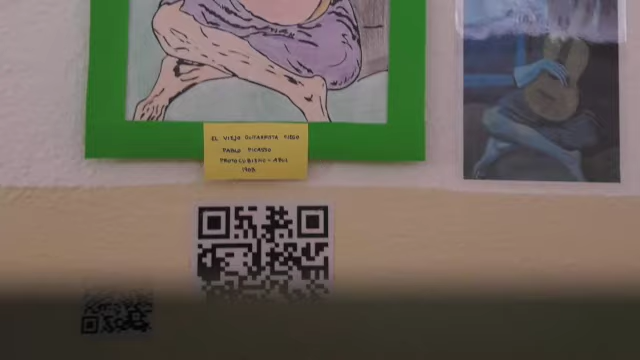 EL VIEJO GUITARRISTA CIEGO
PABLO PICASSO
PROTOCUBISMO - AZUL
1903